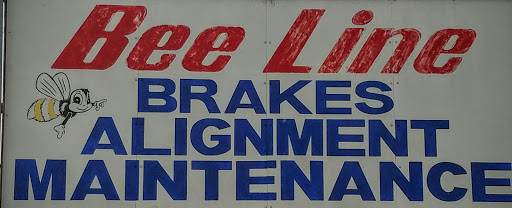 Bee Line
BRAKES
ALIGNMENT
MAINTENANCE